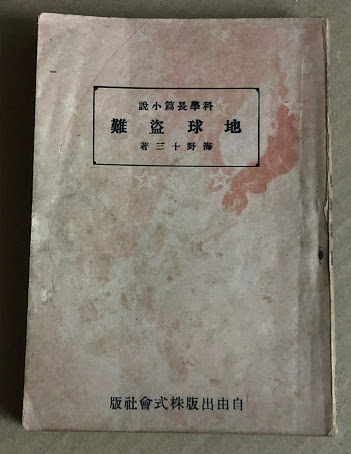 科學長篇小說
地球盜難
海野十三著
自由出版株式會社版